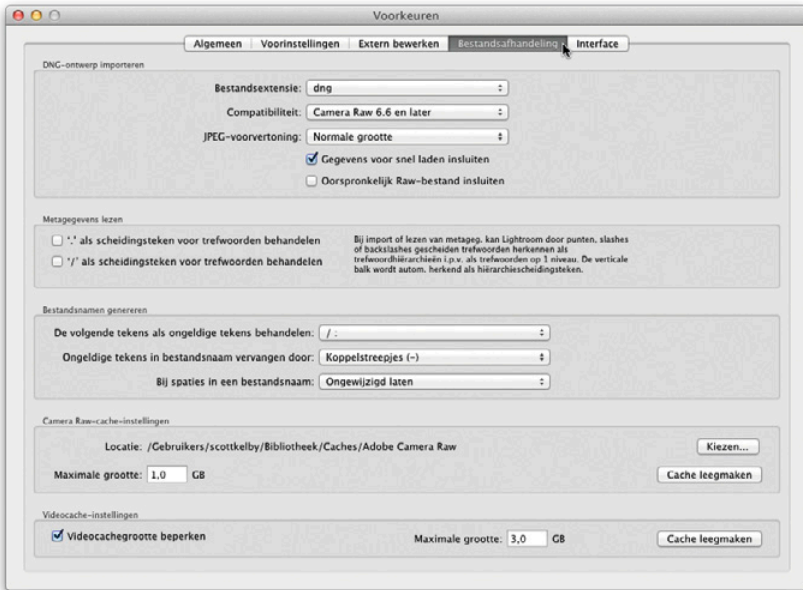 Voorkeuren
Algemeen Voorinstellingen Extern bewerken Bestandsafhandeling Interface
DNG-ontwerp importeren
Bestandsextensie: dng
Compatibiliteit: Camera Raw 6.6 en later
JPEG-voorvertoning: Normale grootte
Gegevens voor snel laden insluiten
Oorspronkelijk Raw-bestand insluiten
Metagegevens lezen
'.' als scheidingsteken voor trefwoorden behandelen
'/' als scheidingsteken voor trefwoorden behandelen
Bij import of lezen van metageg. kan Lightroom door punten, slashes
of backslashes gescheiden trefwoorden herkennen als
trefwoordhiërarchieën i.p.v. als trefwoorden op 1 niveau. De verticale
balk wordt autom. herkend als hiërarchiescheidingsteken.
Bestandsnamen genereren
De volgende tekens als ongeldige tekens behandelen: / :
Ongeldige tekens in bestandsnaam vervangen door: Koppelstreepjes (-)
Bij spaties in een bestandsnaam: Ongewijzigd laten
Camera Raw-cache-instellingen
Locatie: /Gebruikers/scottkelby/Bibliotheek/Caches/Adobe Camera Raw Kiezen...
Maximale grootte: 1,0 GB Cache leegmaken
Videocache-instellingen
Videocachegrootte beperken Maximale grootte: 3,0 GB Cache leegmaken